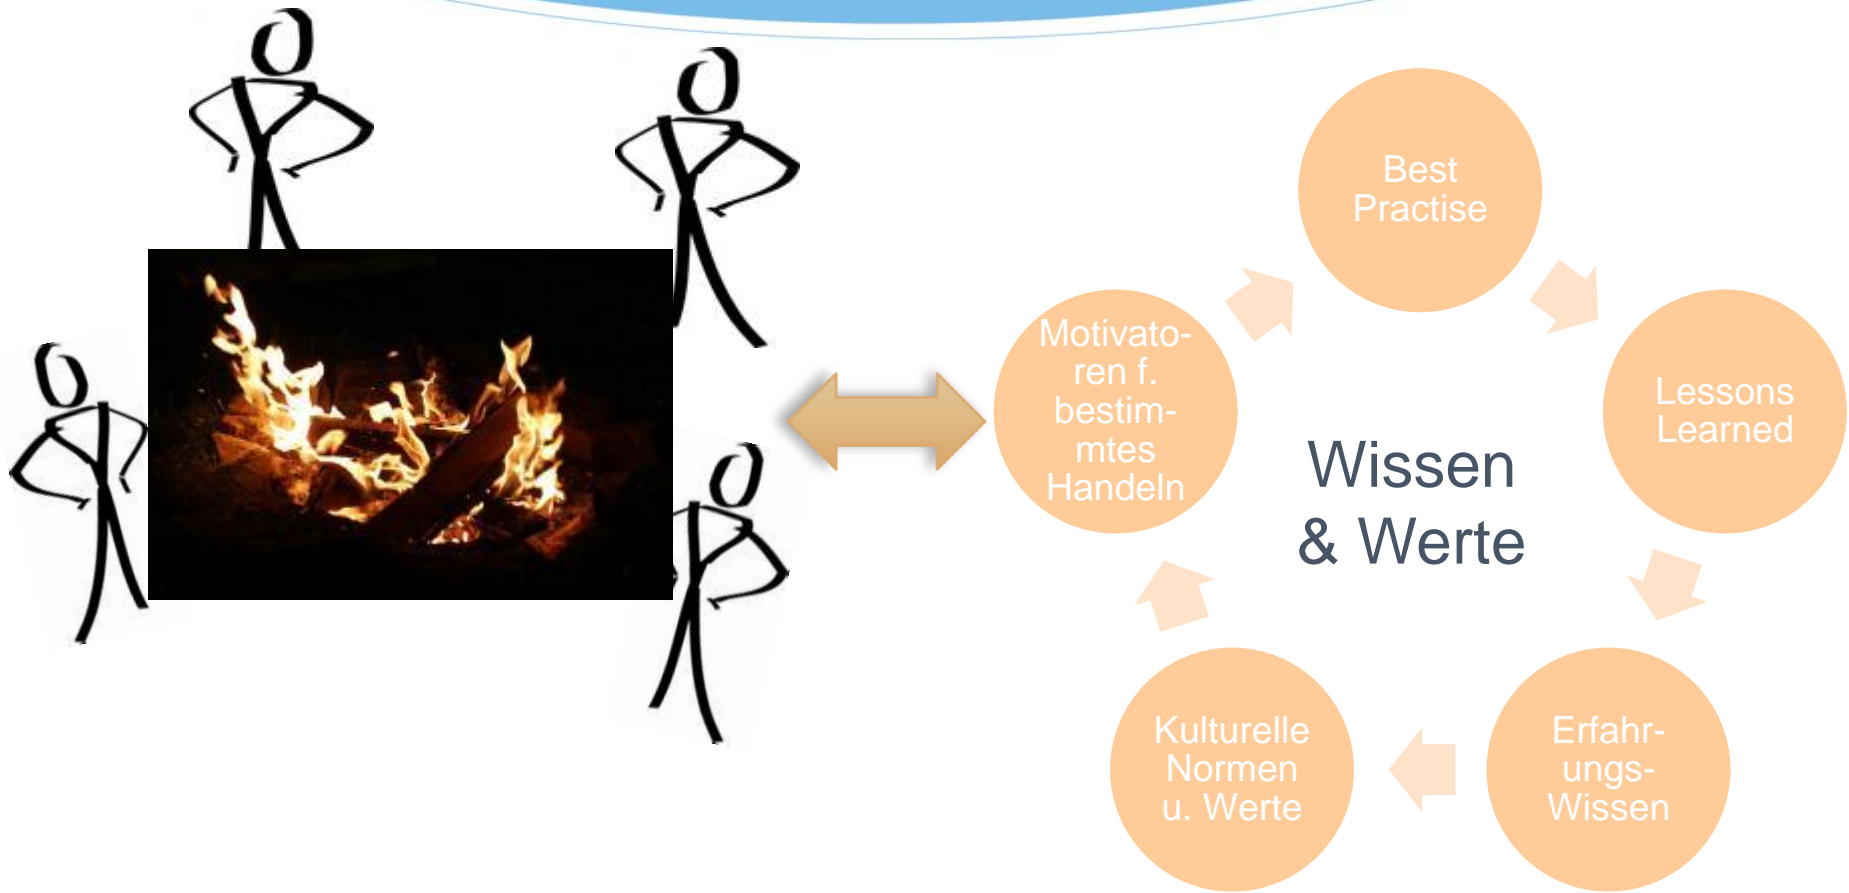 Best
Practise
Lessons
Learned
Erfahr-
ungs-
Wissen
Kulturelle
Normen
u. Werte
Motivato-
ren f.
bestim-
mtes
Handeln
Wissen
& Werte